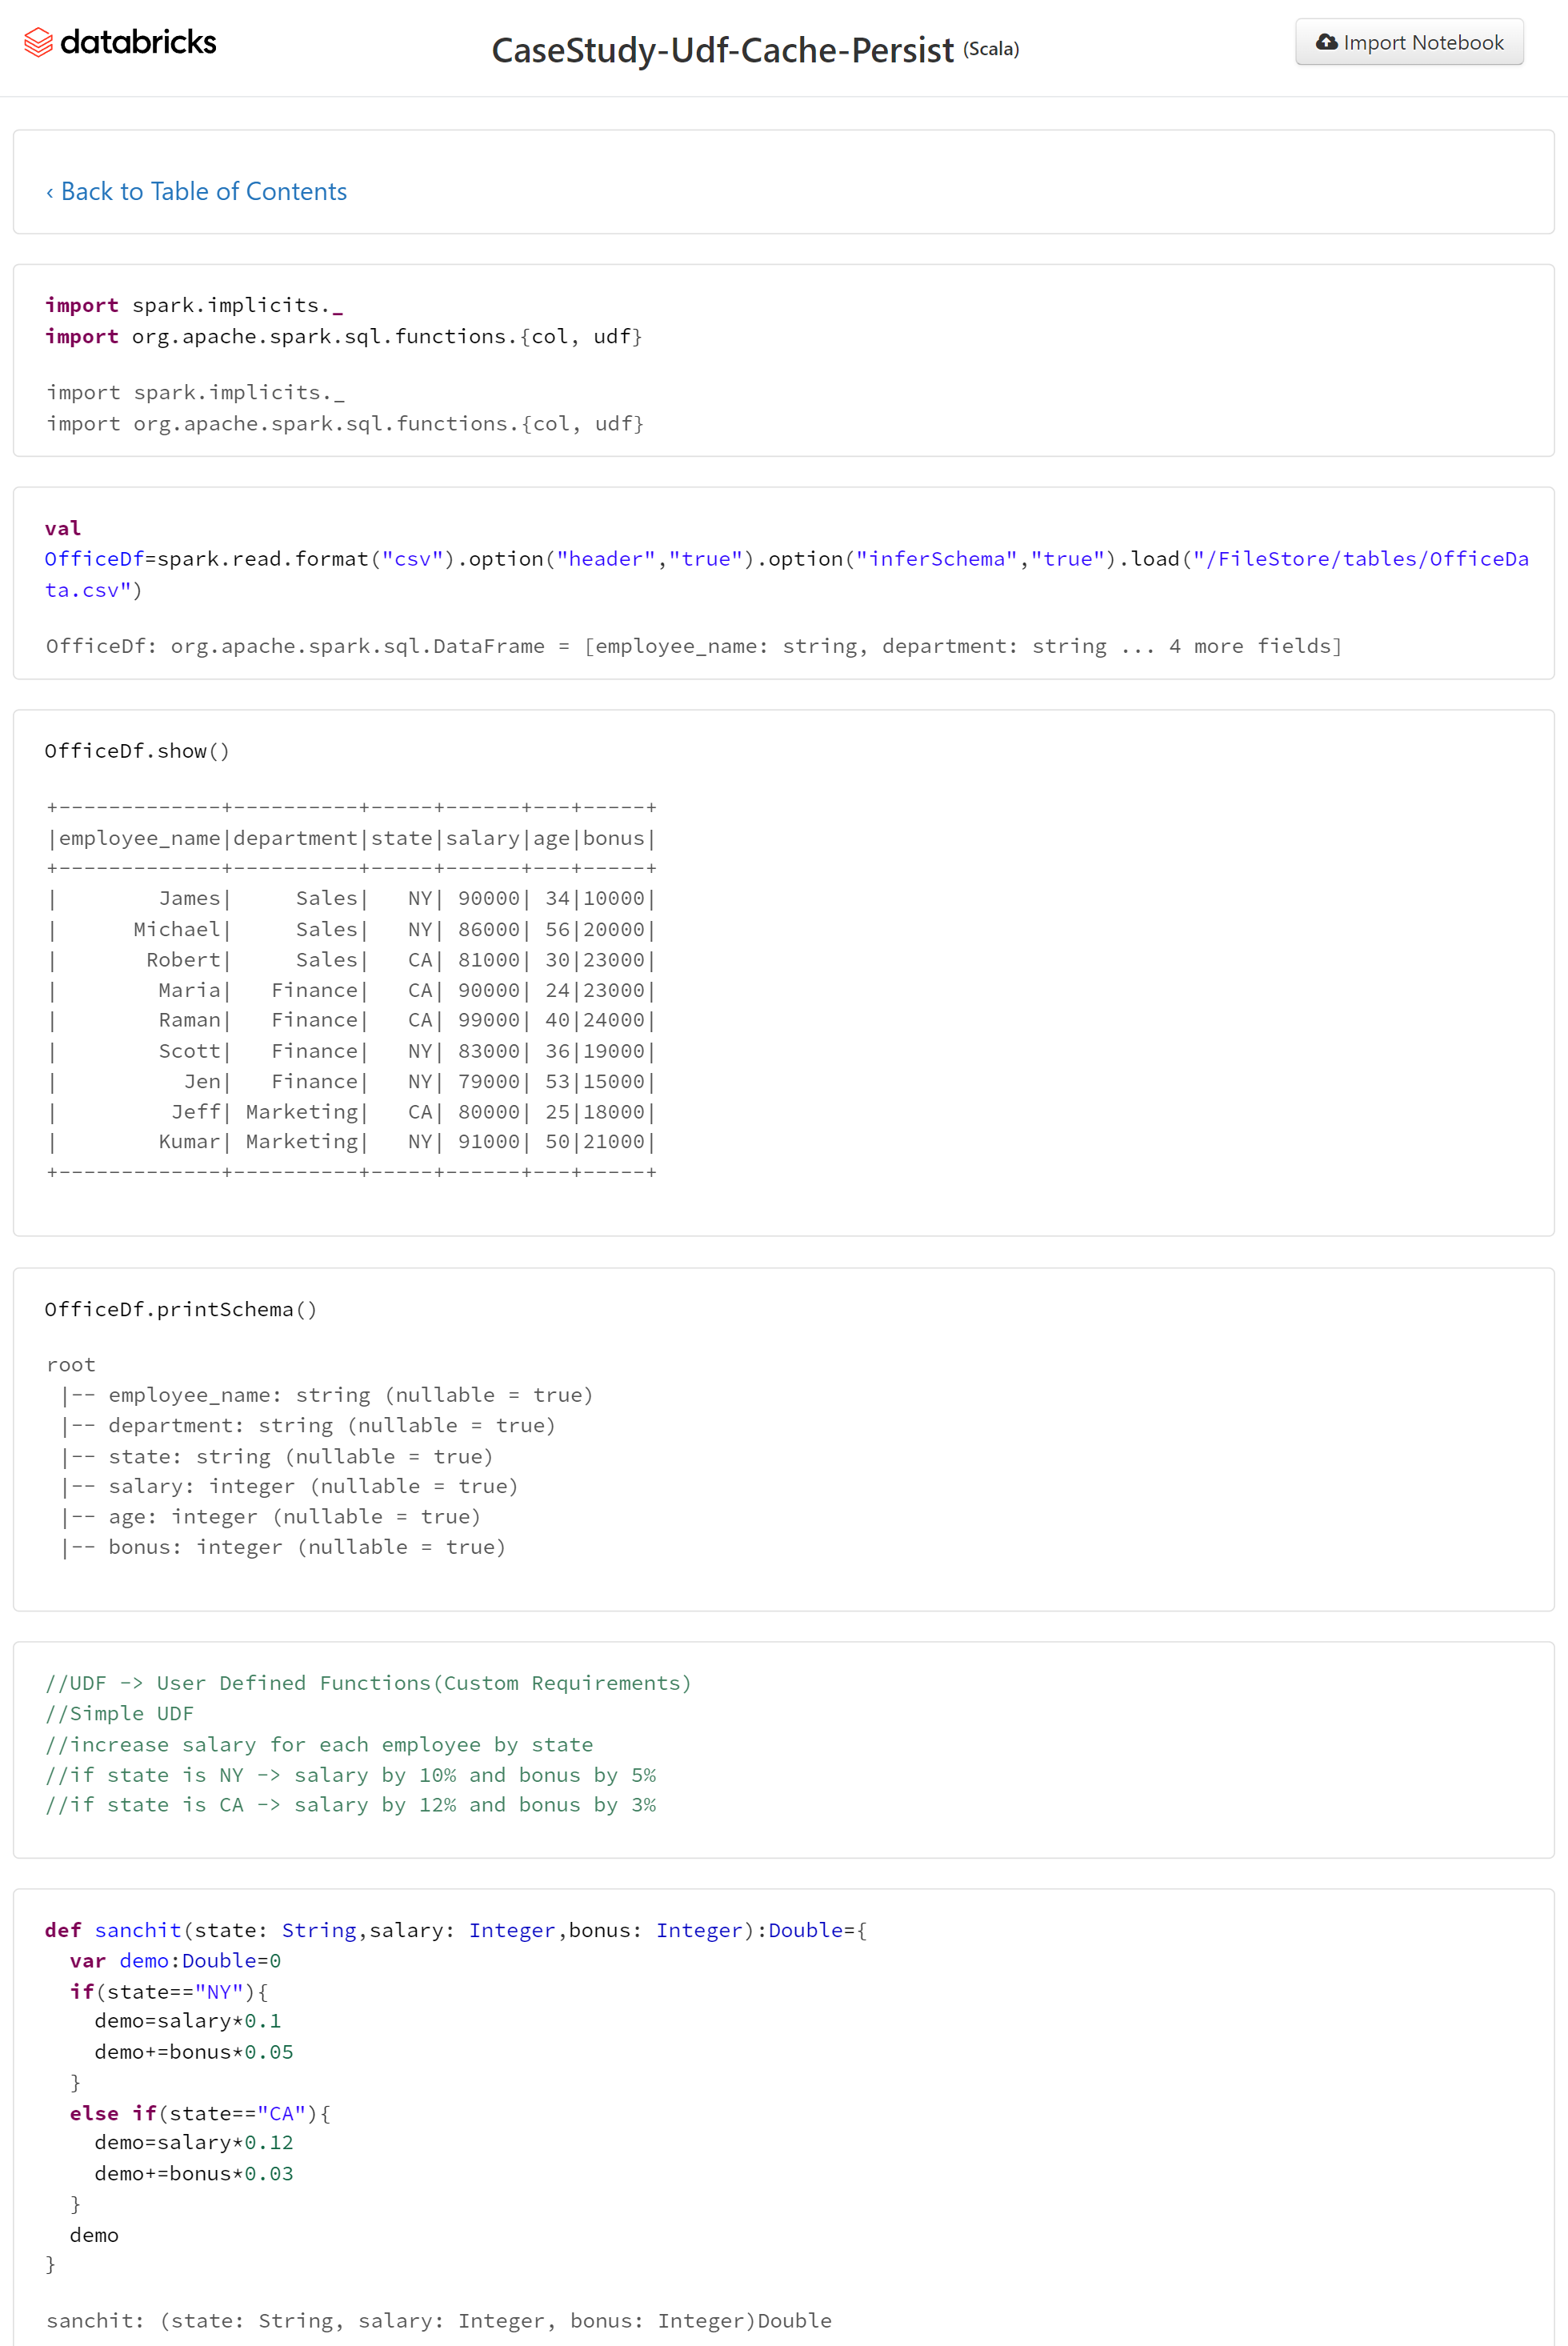 databricks
CaseStudy-Udf-Cache-Persist (Scala)
Import Notebook
‹ Back to Table of Contents
import spark.implicits._
import org.apache.spark.sql.functions.{col, udf}
import spark.implicits._
import org.apache.spark.sql.functions.{col, udf}
val
OfficeDf=spark.read.format("csv").option("header","true").option("inferSchema","true").load("/FileStore/tables/OfficeDa
ta.csv")
OfficeDf: org.apache.spark.sql.DataFrame = [employee_name: string, department: string ... 4 more fields]
OfficeDf.show()
+-------------+----------+-----+------+---+-----+
|employee_name|department|state|salary|age|bonus|
+-------------+----------+-----+------+---+-----+
|        James|     Sales|   NY| 90000| 34|10000|
|      Michael|     Sales|   NY| 86000| 56|20000|
|       Robert|     Sales|   CA| 81000| 30|23000|
|        Maria|   Finance|   CA| 90000| 24|23000|
|        Raman|   Finance|   CA| 99000| 40|24000|
|        Scott|   Finance|   NY| 83000| 36|19000|
|          Jen|   Finance|   NY| 79000| 53|15000|
|         Jeff| Marketing|   CA| 80000| 25|18000|
|        Kumar| Marketing|   NY| 91000| 50|21000|
+-------------+----------+-----+------+---+-----+
OfficeDf.printSchema()
root
 |-- employee_name: string (nullable = true)
 |-- department: string (nullable = true)
 |-- state: string (nullable = true)
 |-- salary: integer (nullable = true)
 |-- age: integer (nullable = true)
 |-- bonus: integer (nullable = true)
//UDF -> User Defined Functions(Custom Requirements)
//Simple UDF
//increase salary for each employee by state
//if state is NY -> salary by 10% and bonus by 5%
//if state is CA -> salary by 12% and bonus by 3%
def sanchit(state: String,salary: Integer,bonus: Integer):Double={
  var demo:Double=0
  if(state=="NY"){
    demo=salary*0.1
    demo+=bonus*0.05
  }
  else if(state=="CA"){
    demo=salary*0.12
    demo+=bonus*0.03
  }
  demo
}
sanchit: (state: String, salary: Integer, bonus: Integer)Double